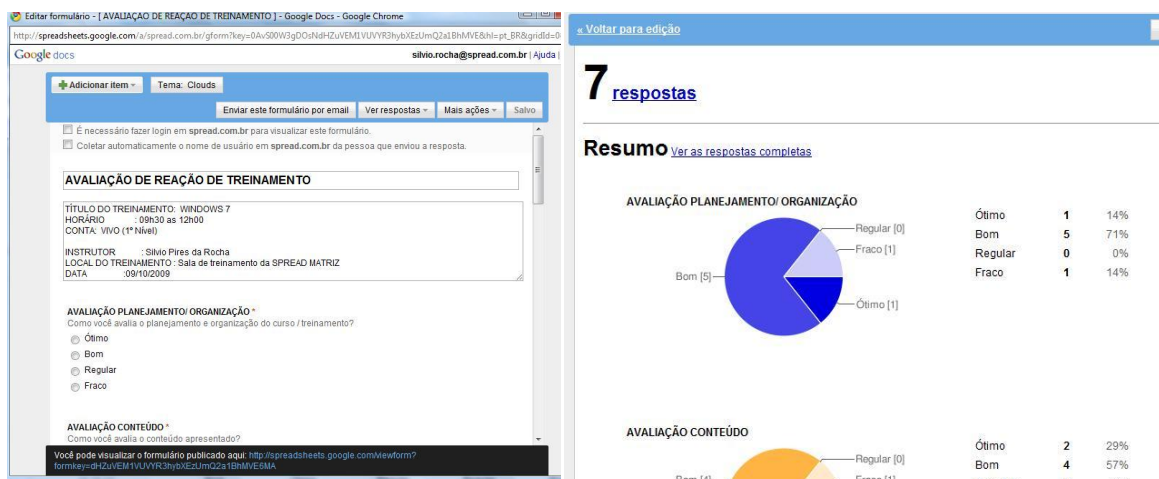 Editar formulário - [ AVALIAÇÃO DE REAÇÃO DE TREINAMENTO ] - Google Docs - Google Chrome
Google docs
silvio.rocha@spread.com.br | Ajuda |
Adicionar item
Tema: Clouds
Enviar este formulário por email
Ver respostas
Mais ações
Salvo
É necessário fazer login em spread.com.br para visualizar este formulário.
Coletar automaticamente o nome de usuário em spread.com.br da pessoa que enviou a resposta.
AVALIAÇÃO DE REAÇÃO DE TREINAMENTO
TÍTULO DO TREINAMENTO: WINDOWS 7
HORÁRIO : 09h30 as 12h00
CONTA: VIVO (1º Nível)
INSTRUTOR : Silvio Pires da Rocha
LOCAL DO TREINAMENTO : Sala de treinamento da SPREAD MATRIZ
DATA :09/10/2009
AVALIAÇÃO PLANEJAMENTO/ ORGANIZAÇÃO *
Como você avalia o planejamento e organização do curso / treinamento?
Ótimo
Bom
Regular
Fraco
AVALIAÇÃO CONTEÚDO *
Como você avalia o conteúdo apresentado?
Você pode visualizar o formulário publicado aqui: http://spreadsheets.google.com/viewform?
« Voltar para edição
7 respostas
Resumo Ver as respostas completas
AVALIAÇÃO PLANEJAMENTO/ ORGANIZAÇÃO
Regular [0]
Fraco [1]
Bom [5]
Ótimo [1]
Ótimo 1 14%
Bom 5 71%
Regular 0 0%
Fraco 1 14%
AVALIAÇÃO CONTEÚDO
Regular [0]
Ótimo 2 29%
Bom 4 57%